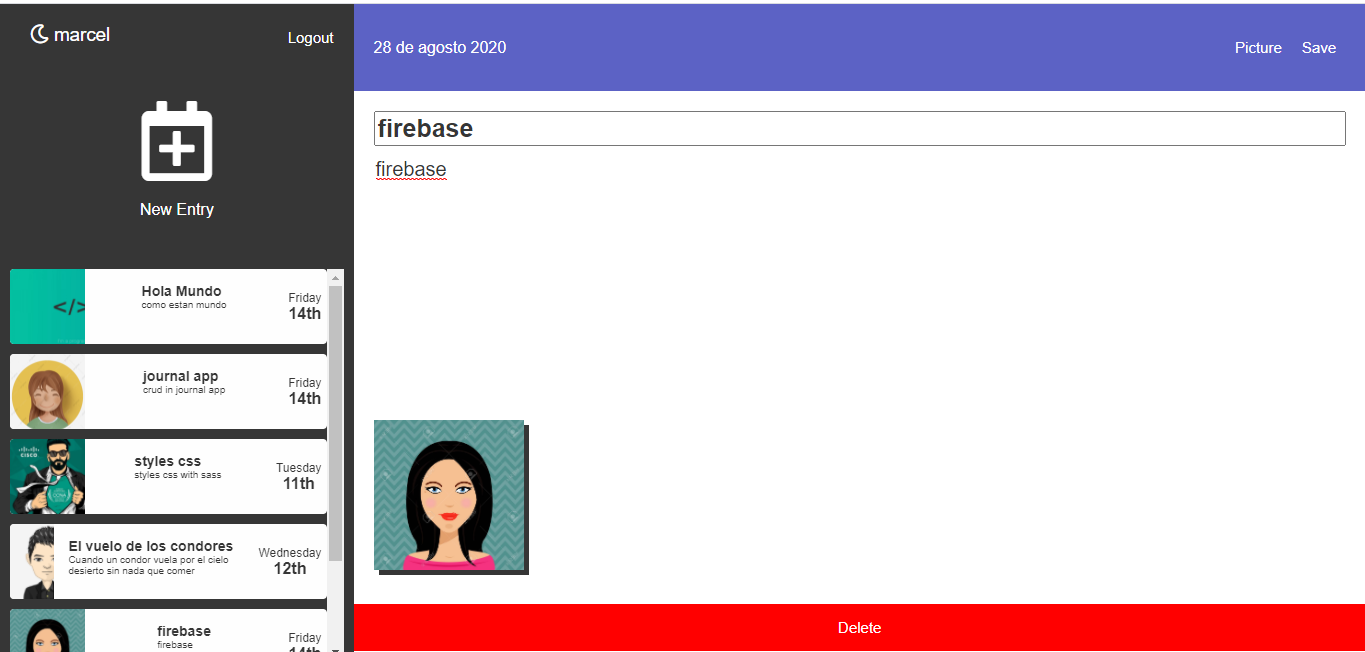 marcel
Logout
New Entry
Hola Mundo
como estan mundo
Friday
14th
</>
journal app
crud in journal app
Friday
14th
CISCO
styles css
styles css with sass
Tuesday
11th
El vuelo de los condores
Cuando un condor vuela por el cielo
desierto sin nada que comer
Wednesday
12th
firebase
firebase
Friday
14th
28 de agosto 2020
Picture
Save
firebase
firebase
Delete